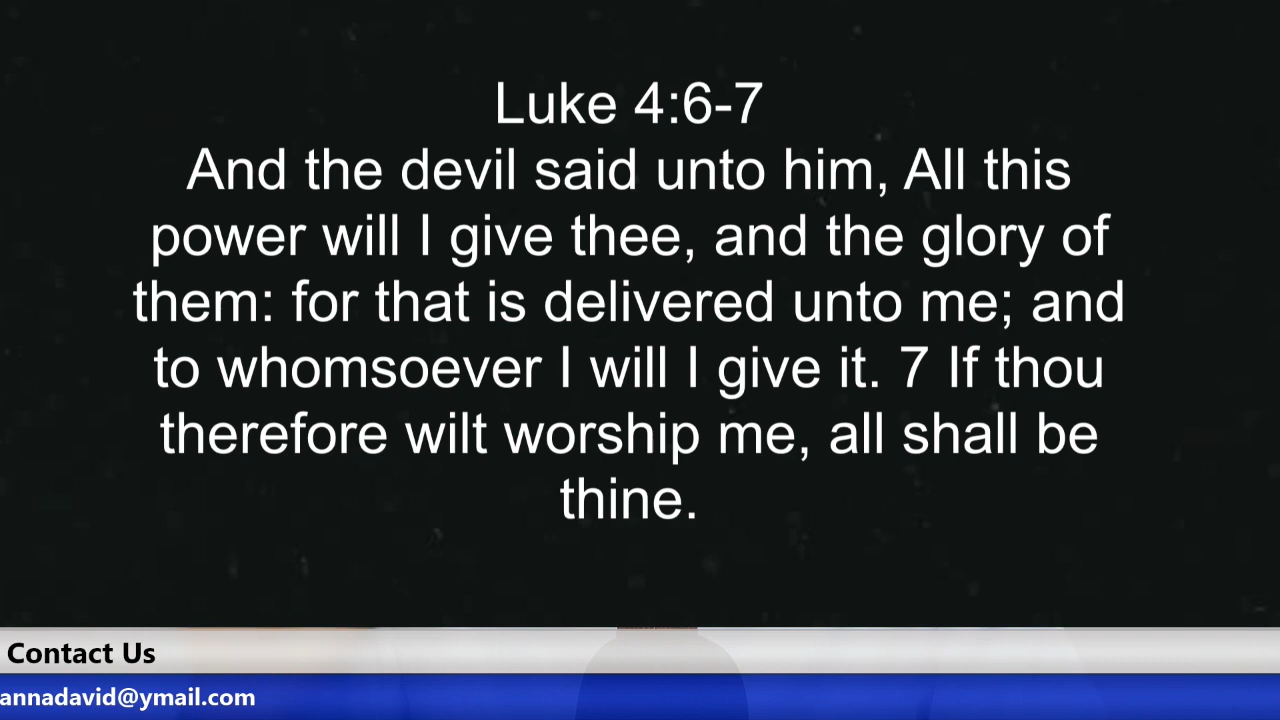 Luke 4:6-7
And the devil said unto him, All this
power will I give thee, and the glory of
them: for that is delivered unto me; and
to whomsoever I will I give it. 7 If thou
therefore wilt worship me, all shall be
thine.
Contact Us
annadavid@ymail.com